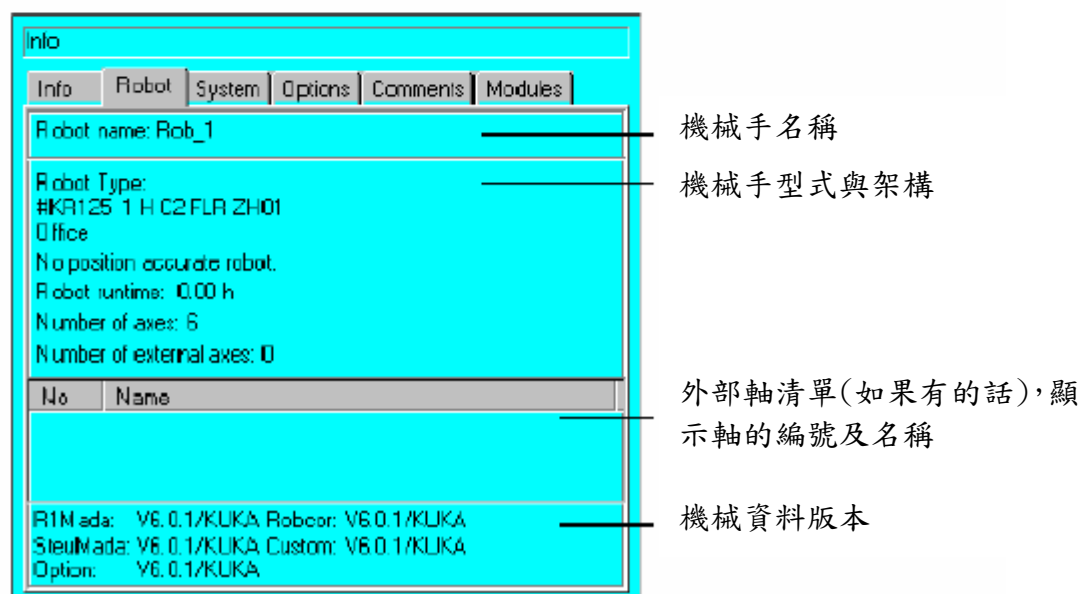 Info
Info Robot System Options Comments Modules
Robot name: Rob_1
機械手名稱
Robot Type:
機械手型式與架構
#KR125 1 H C2 FLR ZH01
Office
No position accurate robot.
Robot runtime: 0.00 h
Number of axes: 6
Number of external axes: 0
No Name
外部軸清單(如果有的話)，顯
示軸的編號及名稱
R1Mada: V6.0.1/KUKA Robcor: V6.0.1/KUKA
機械資料版本
SteuMada: V6.0.1/KUKA Custom: V6.0.1/KUKA
Option: V6.0.1/KUKA